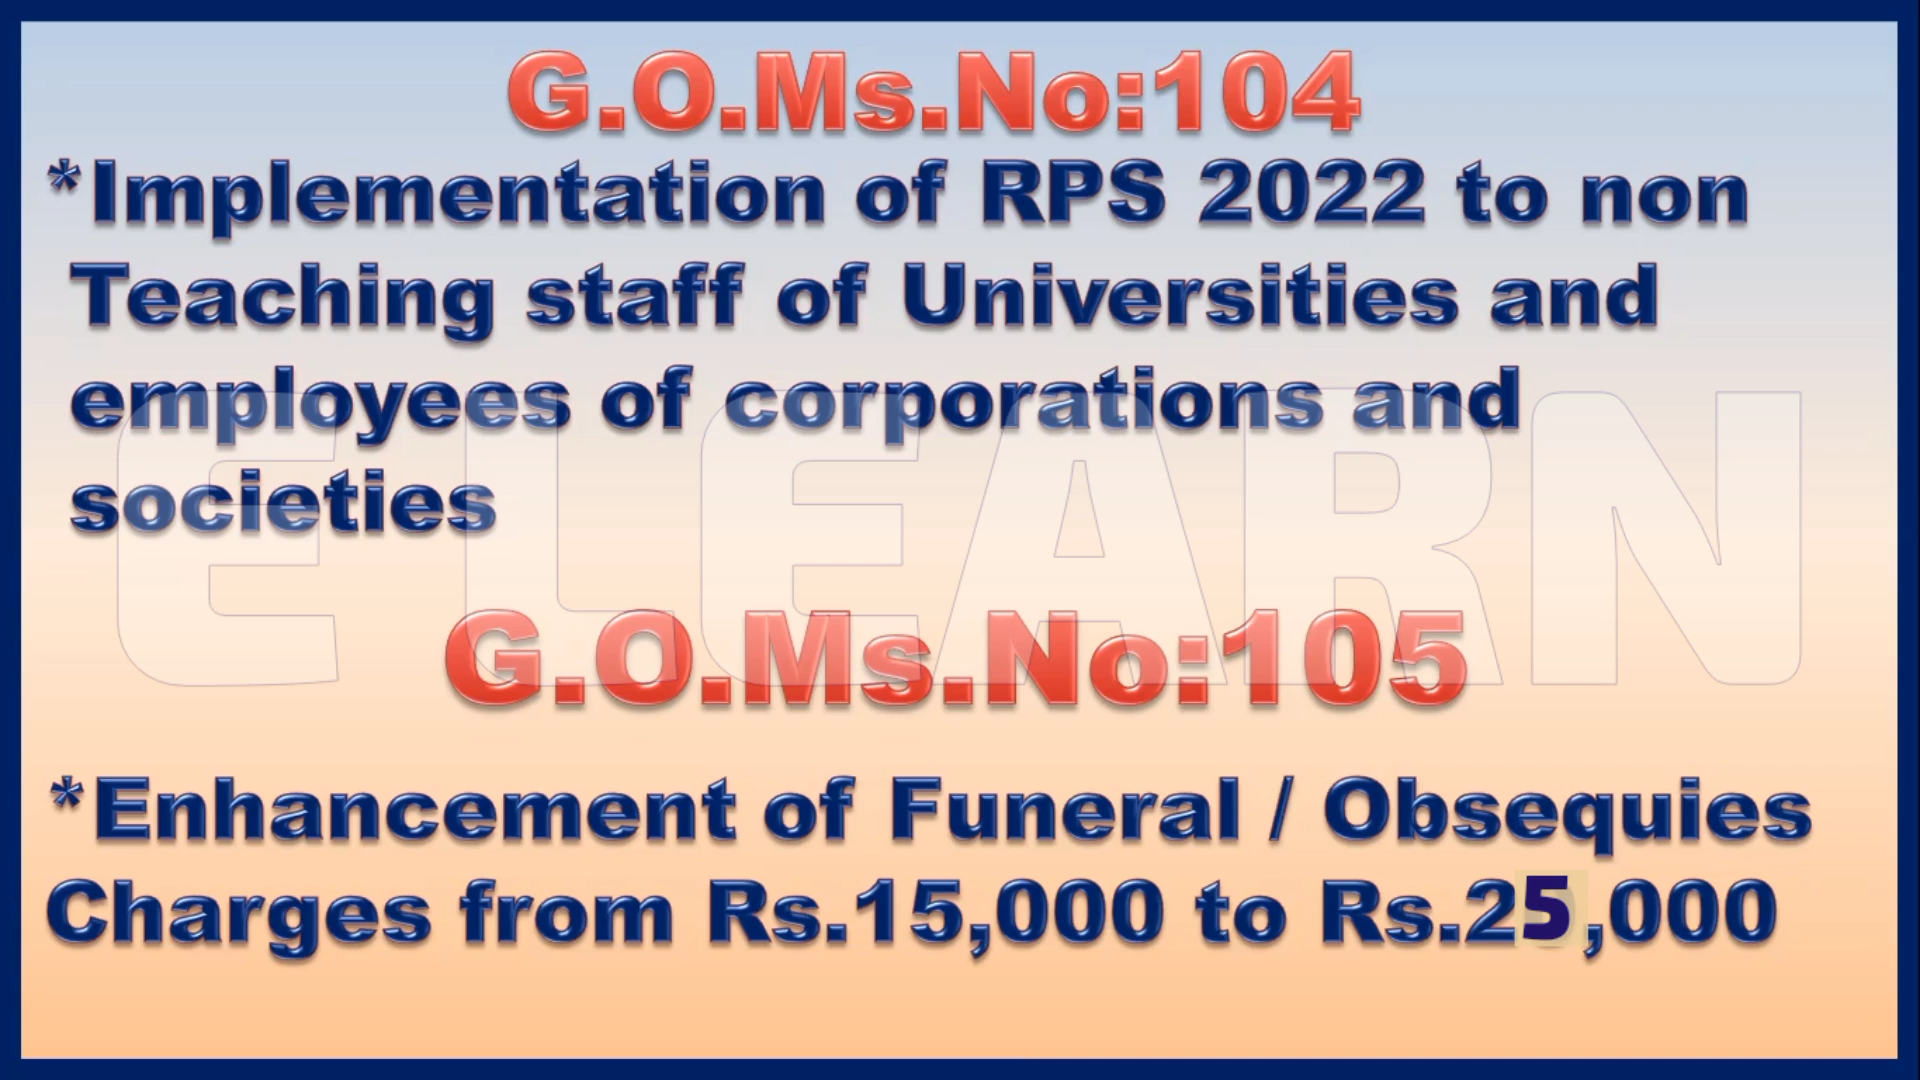 G.O.Ms.No:104
*Implementation of RPS 2022 to non
Teaching staff of Universities and
employees of corporations and
societies
E LEARN
G.O.Ms.No:105
*Enhancement of Funeral / Obsequies
Charges from Rs.15,000 to Rs.25,000